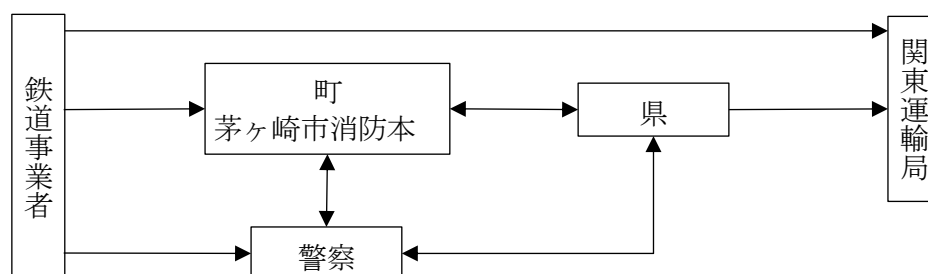 鉄道事業者
町
茅ヶ崎市消防本
県
関東運輸局
警察